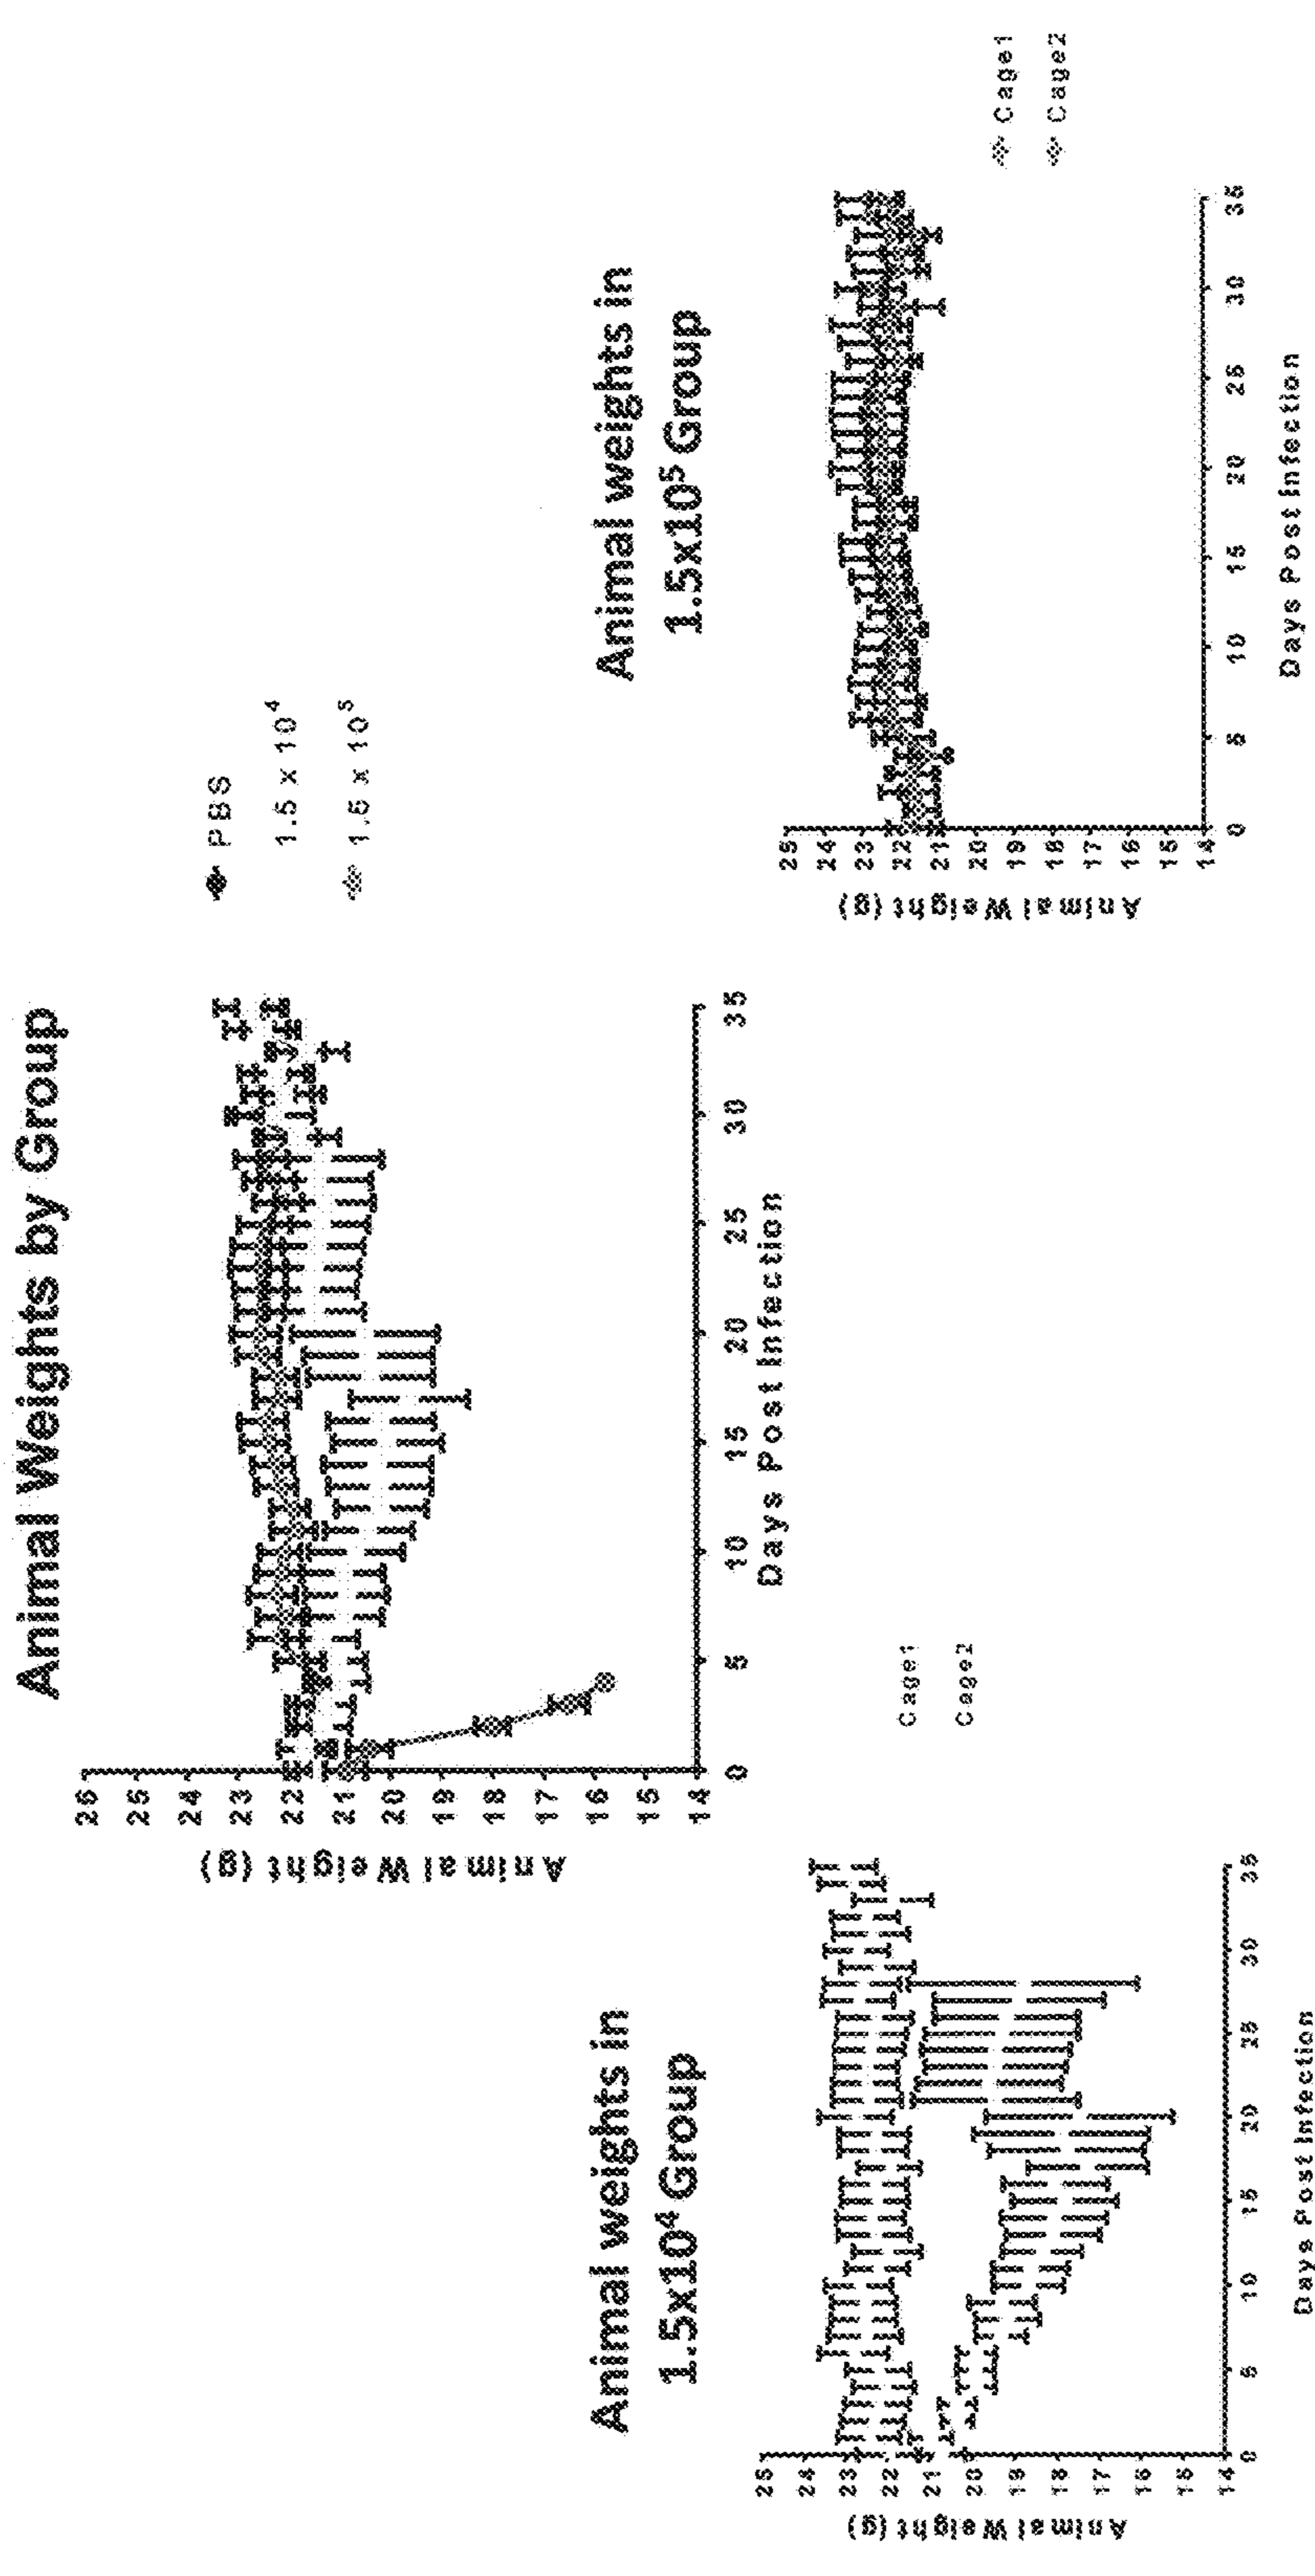 Animal Weights by Group
Animal Weight (g)
26
25
24
23
22
21
20
19
18
17
16
15
14
0 5 10 15 20 25 30 35
Days Post Infection
PBS
1.5 x 10⁴
1.5 x 10⁵
Animal weights in
1.5x10⁴ Group
Animal Weight (g)
25
24
23
22
21
20
19
18
17
16
15
14
0 5 10 15 20 25 30 35
Days Post Infection
Cage1
Cage2
Animal weights in
1.5x10⁵ Group
Animal Weight (g)
25
24
23
22
21
20
19
18
17
16
15
14
0 5 10 15 20 25 30 35
Days Post Infection
Cage1
Cage2